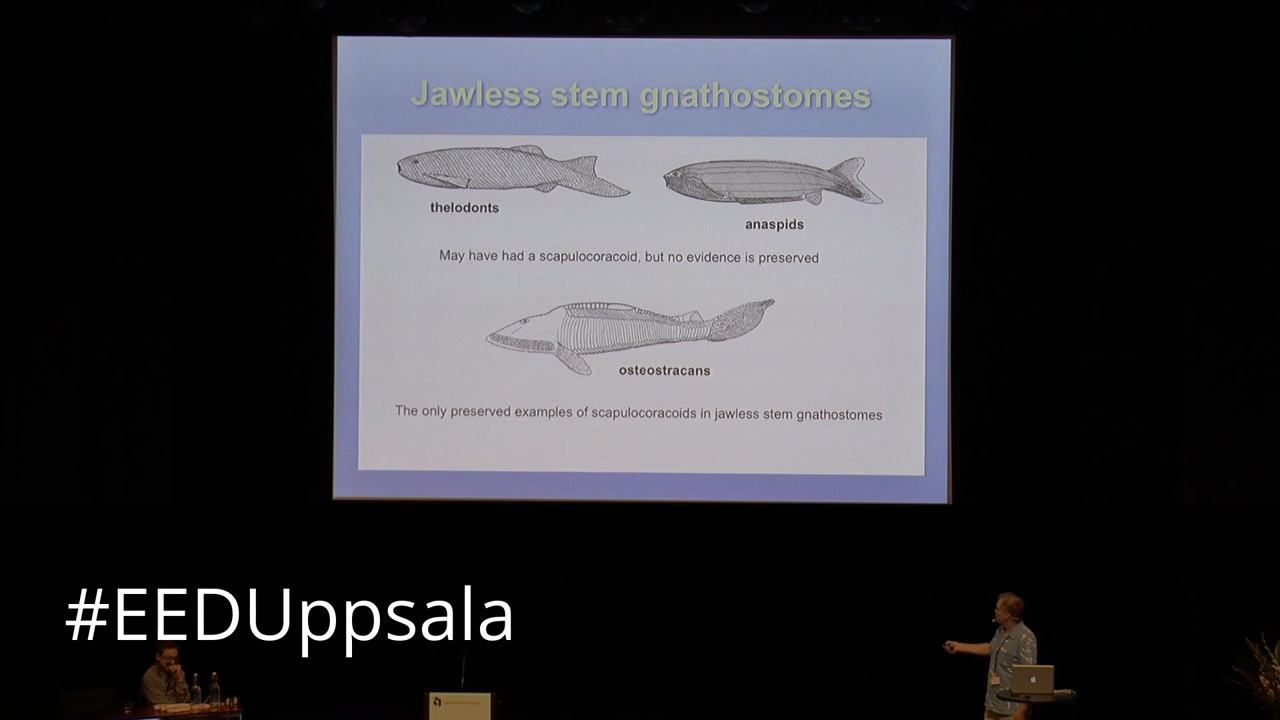 Jawless stem gnathostomes
thelodonts
anaspids
May have had a scapulocoracoid, but no evidence is preserved
osteostracans
The only preserved examples of scapulocoracoids in jawless stem gnathostomes
#EEDUppsala